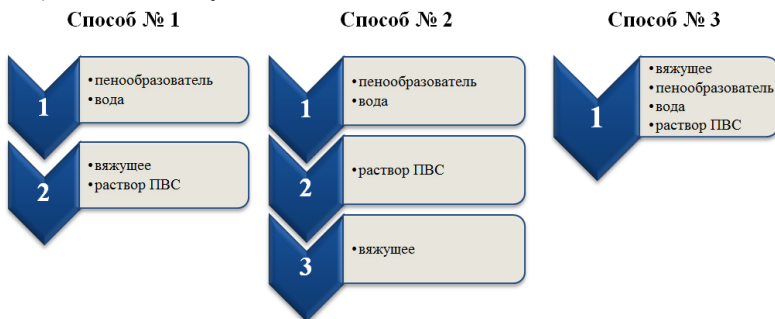 Способ № 1
1
•пенообразователь
•вода
2
•вяжущее
•раствор ПВС
Способ № 2
1
•пенообразователь
•вода
2
•раствор ПВС
3
•вяжущее
Способ № 3
1
•вяжущее
•пенообразователь
•вода
•раствор ПВС